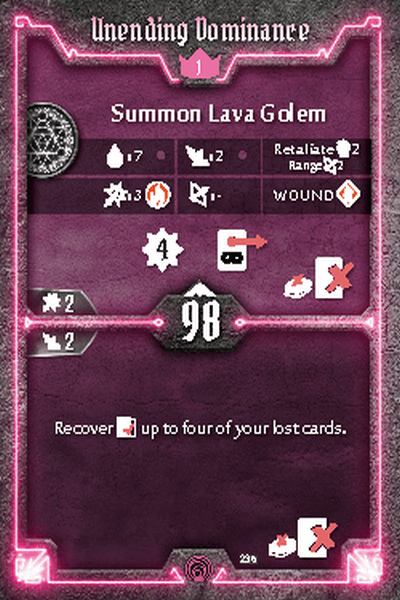 Unending Dominance
1
Summon Lava Golem
: 7
: 2
Retaliate 2
Range 2
: 3
: -
WOUND
4
2
98
2
Recover up to four of your lost cards.